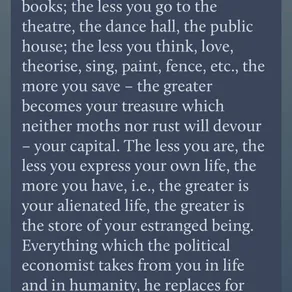 books; the less you go to the
theatre, the dance hall, the public
house; the less you think, love,
theorise, sing, paint, fence, etc., the
more you save – the greater
becomes your treasure which
neither moths nor rust will devour
– your capital. The less you are, the
less you express your own life, the
more you have, i.e., the greater is
your alienated life, the greater is
the store of your estranged being.
Everything which the political
economist takes from you in life
and in humanity, he replaces for